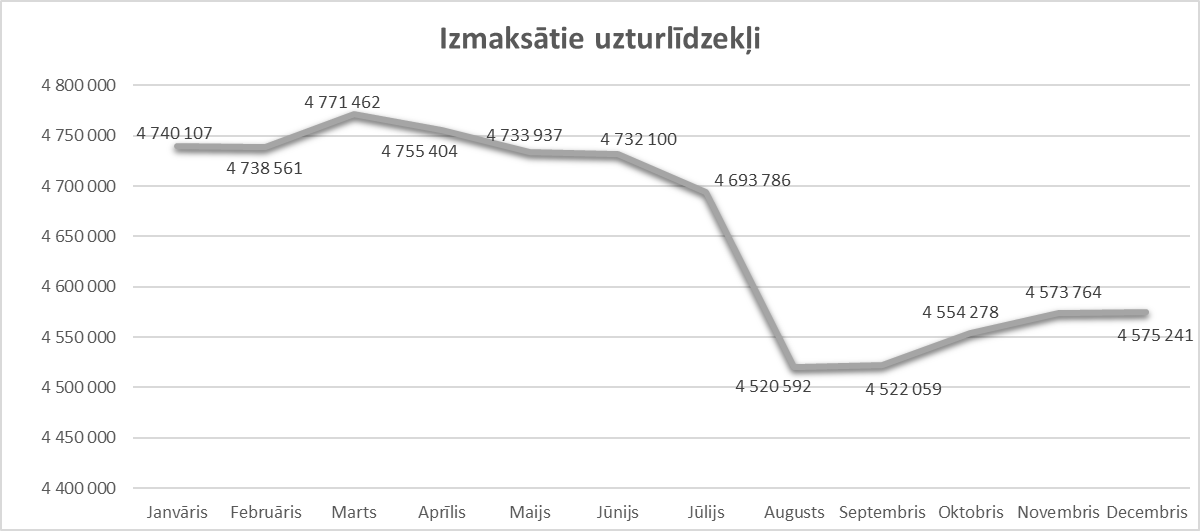 Izmaksātie uzturlīdzekļi
4 800 000
4 750 000
4 700 000
4 650 000
4 600 000
4 550 000
4 500 000
4 450 000
4 400 000
4 740 107
4 738 561
4 771 462
4 755 404
4 733 937
4 732 100
4 693 786
4 520 592
4 522 059
4 554 278
4 573 764
4 575 241
Janvāris Februāris Marts Aprīlis Maijs Jūnijs Jūlijs Augusts Septembris Oktobris Novembris Decembris